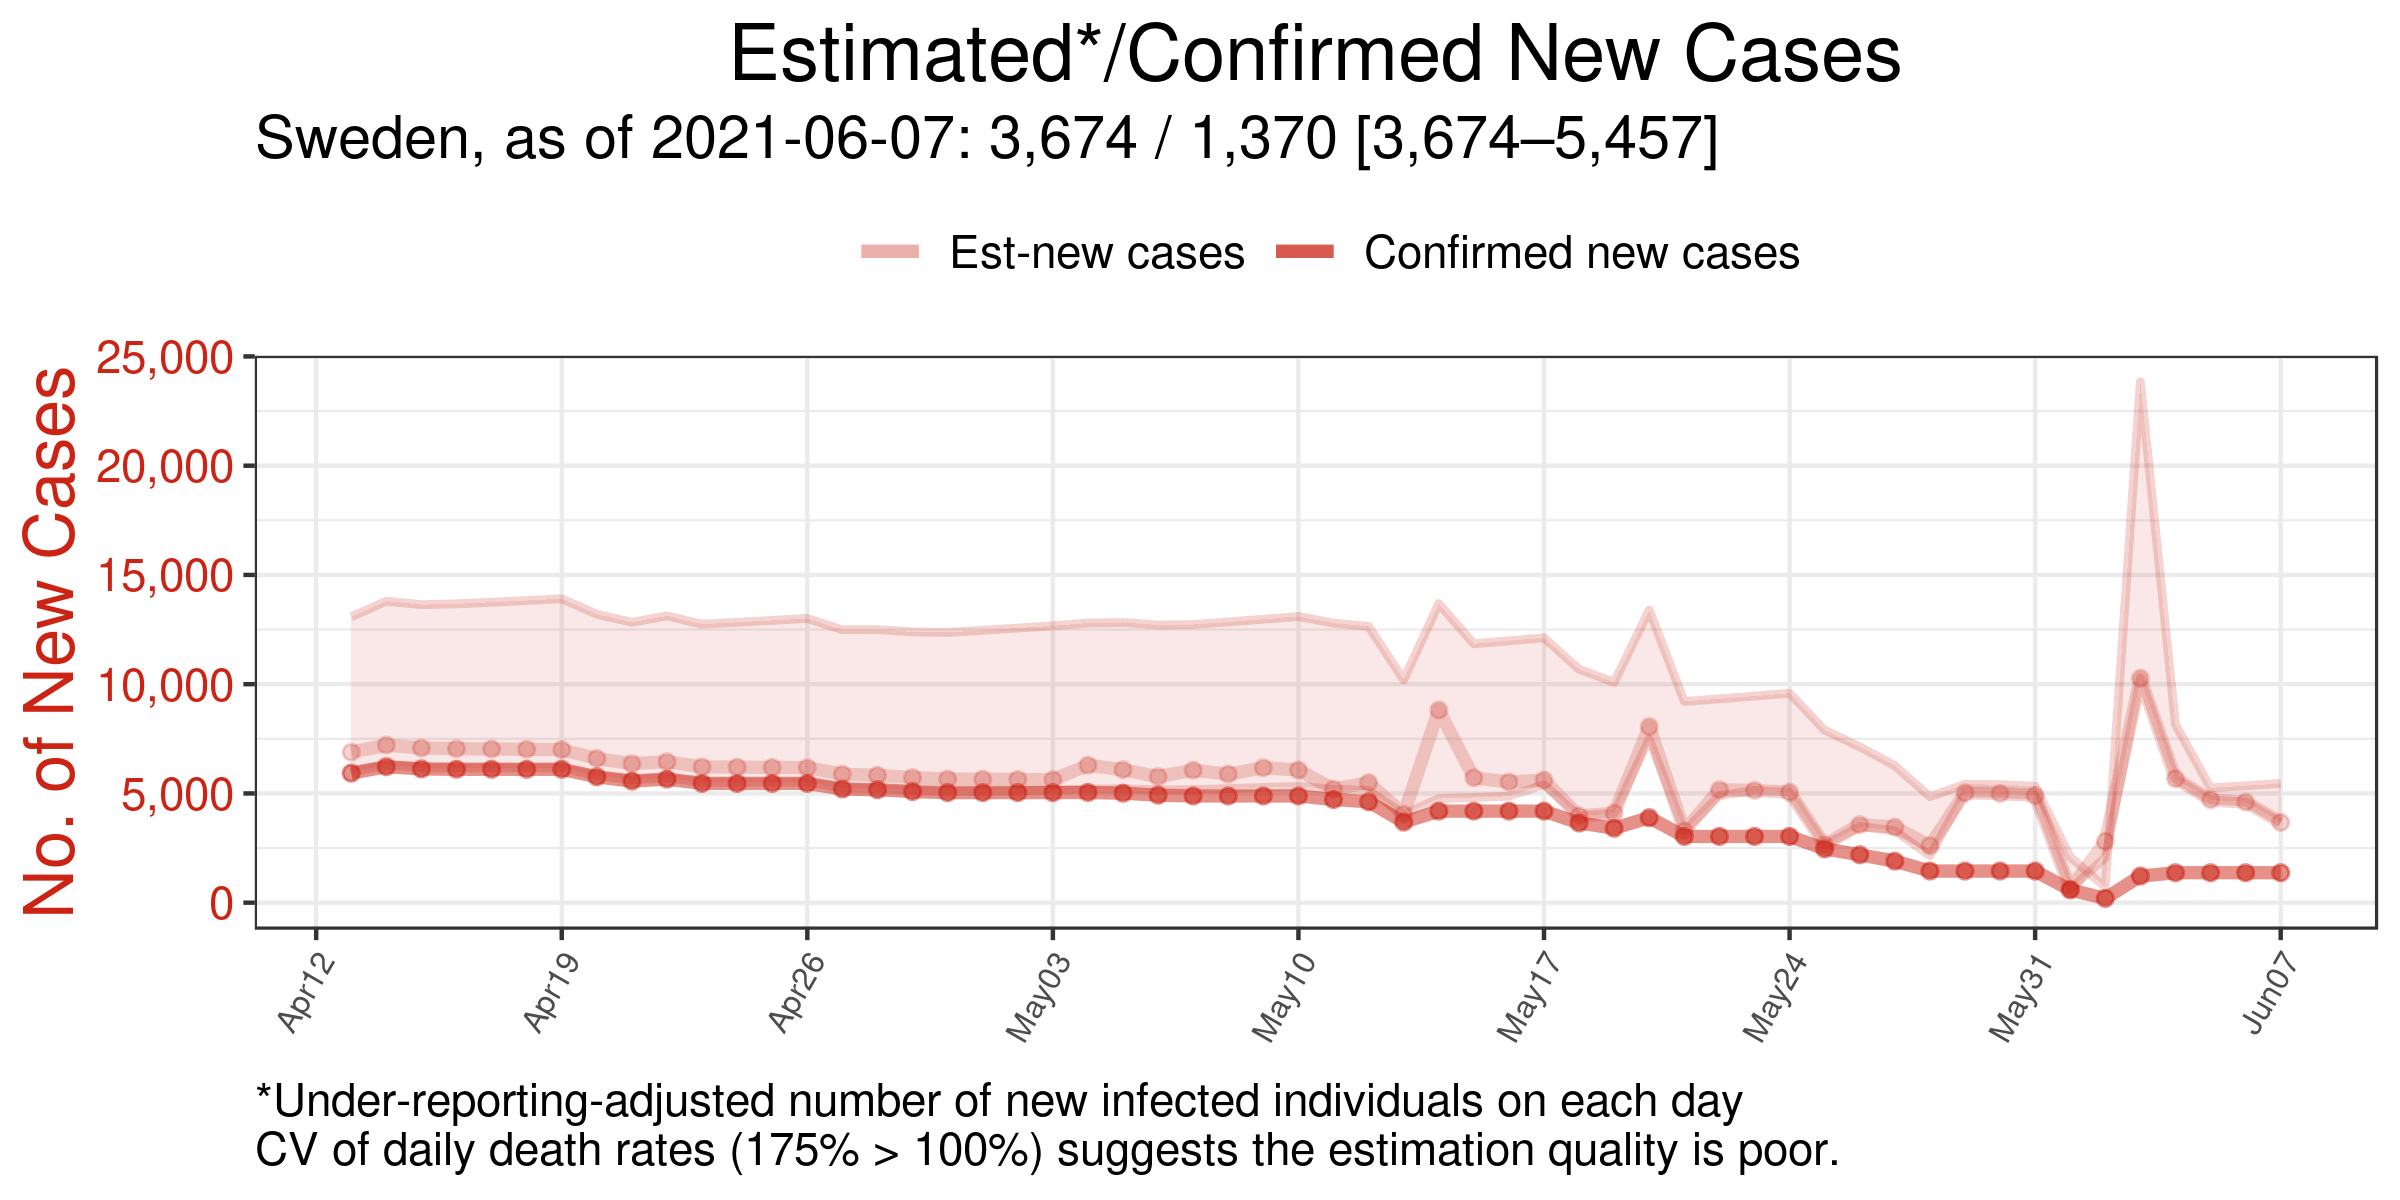 Estimated*/Confirmed New Cases
Sweden, as of 2021-06-07: 3,674 / 1,370 [3,674–5,457]
Est-new cases
Confirmed new cases
No. of New Cases
25,000
20,000
15,000
10,000
5,000
0
Apr12
Apr19
Apr26
May03
May10
May17
May24
May31
Jun07
*Under-reporting-adjusted number of new infected individuals on each day
CV of daily death rates (175% > 100%) suggests the estimation quality is poor.